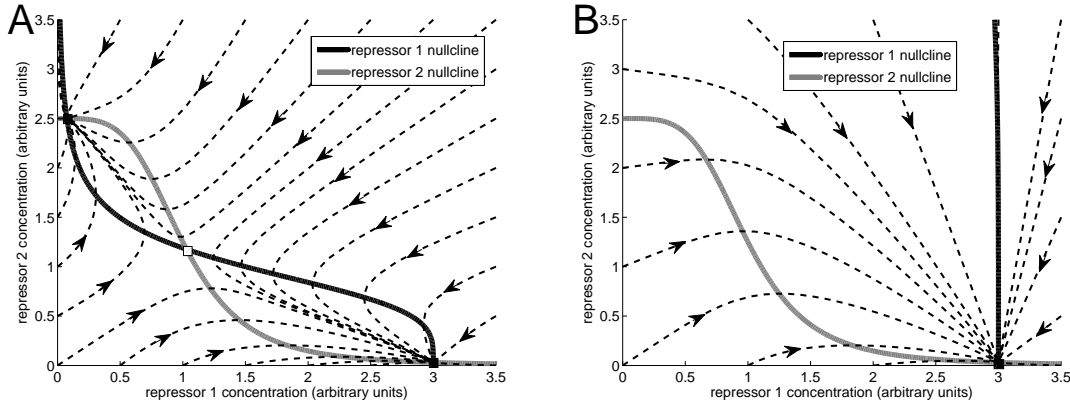 A
3.5
3
2.5
2
1.5
1
0.5
0
0 0.5 1 1.5 2 2.5 3 3.5
repressor 1 concentration (arbitrary units)
repressor 2 concentration (arbitrary units)
repressor 1 nullcline
repressor 2 nullcline
B
3.5
3
2.5
2
1.5
1
0.5
0
0 0.5 1 1.5 2 2.5 3 3.5
repressor 1 concentration (arbitrary units)
repressor 2 concentration (arbitrary units)
repressor 1 nullcline
repressor 2 nullcline